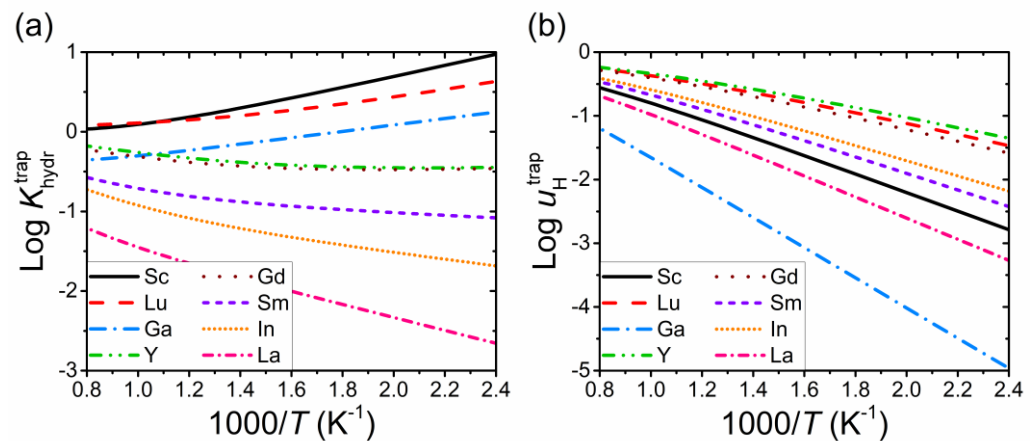 (a)
Log K_hydr^trap
1
0
-1
-2
-3
Sc Gd
Lu Sm
Ga In
Y La
0.8 1.0 1.2 1.4 1.6 1.8 2.0 2.2 2.4
1000/T (K⁻¹)
(b)
Log u_H^trap
0
-1
-2
-3
-4
-5
Sc Gd
Lu Sm
Ga In
Y La
0.8 1.0 1.2 1.4 1.6 1.8 2.0 2.2 2.4
1000/T (K⁻¹)